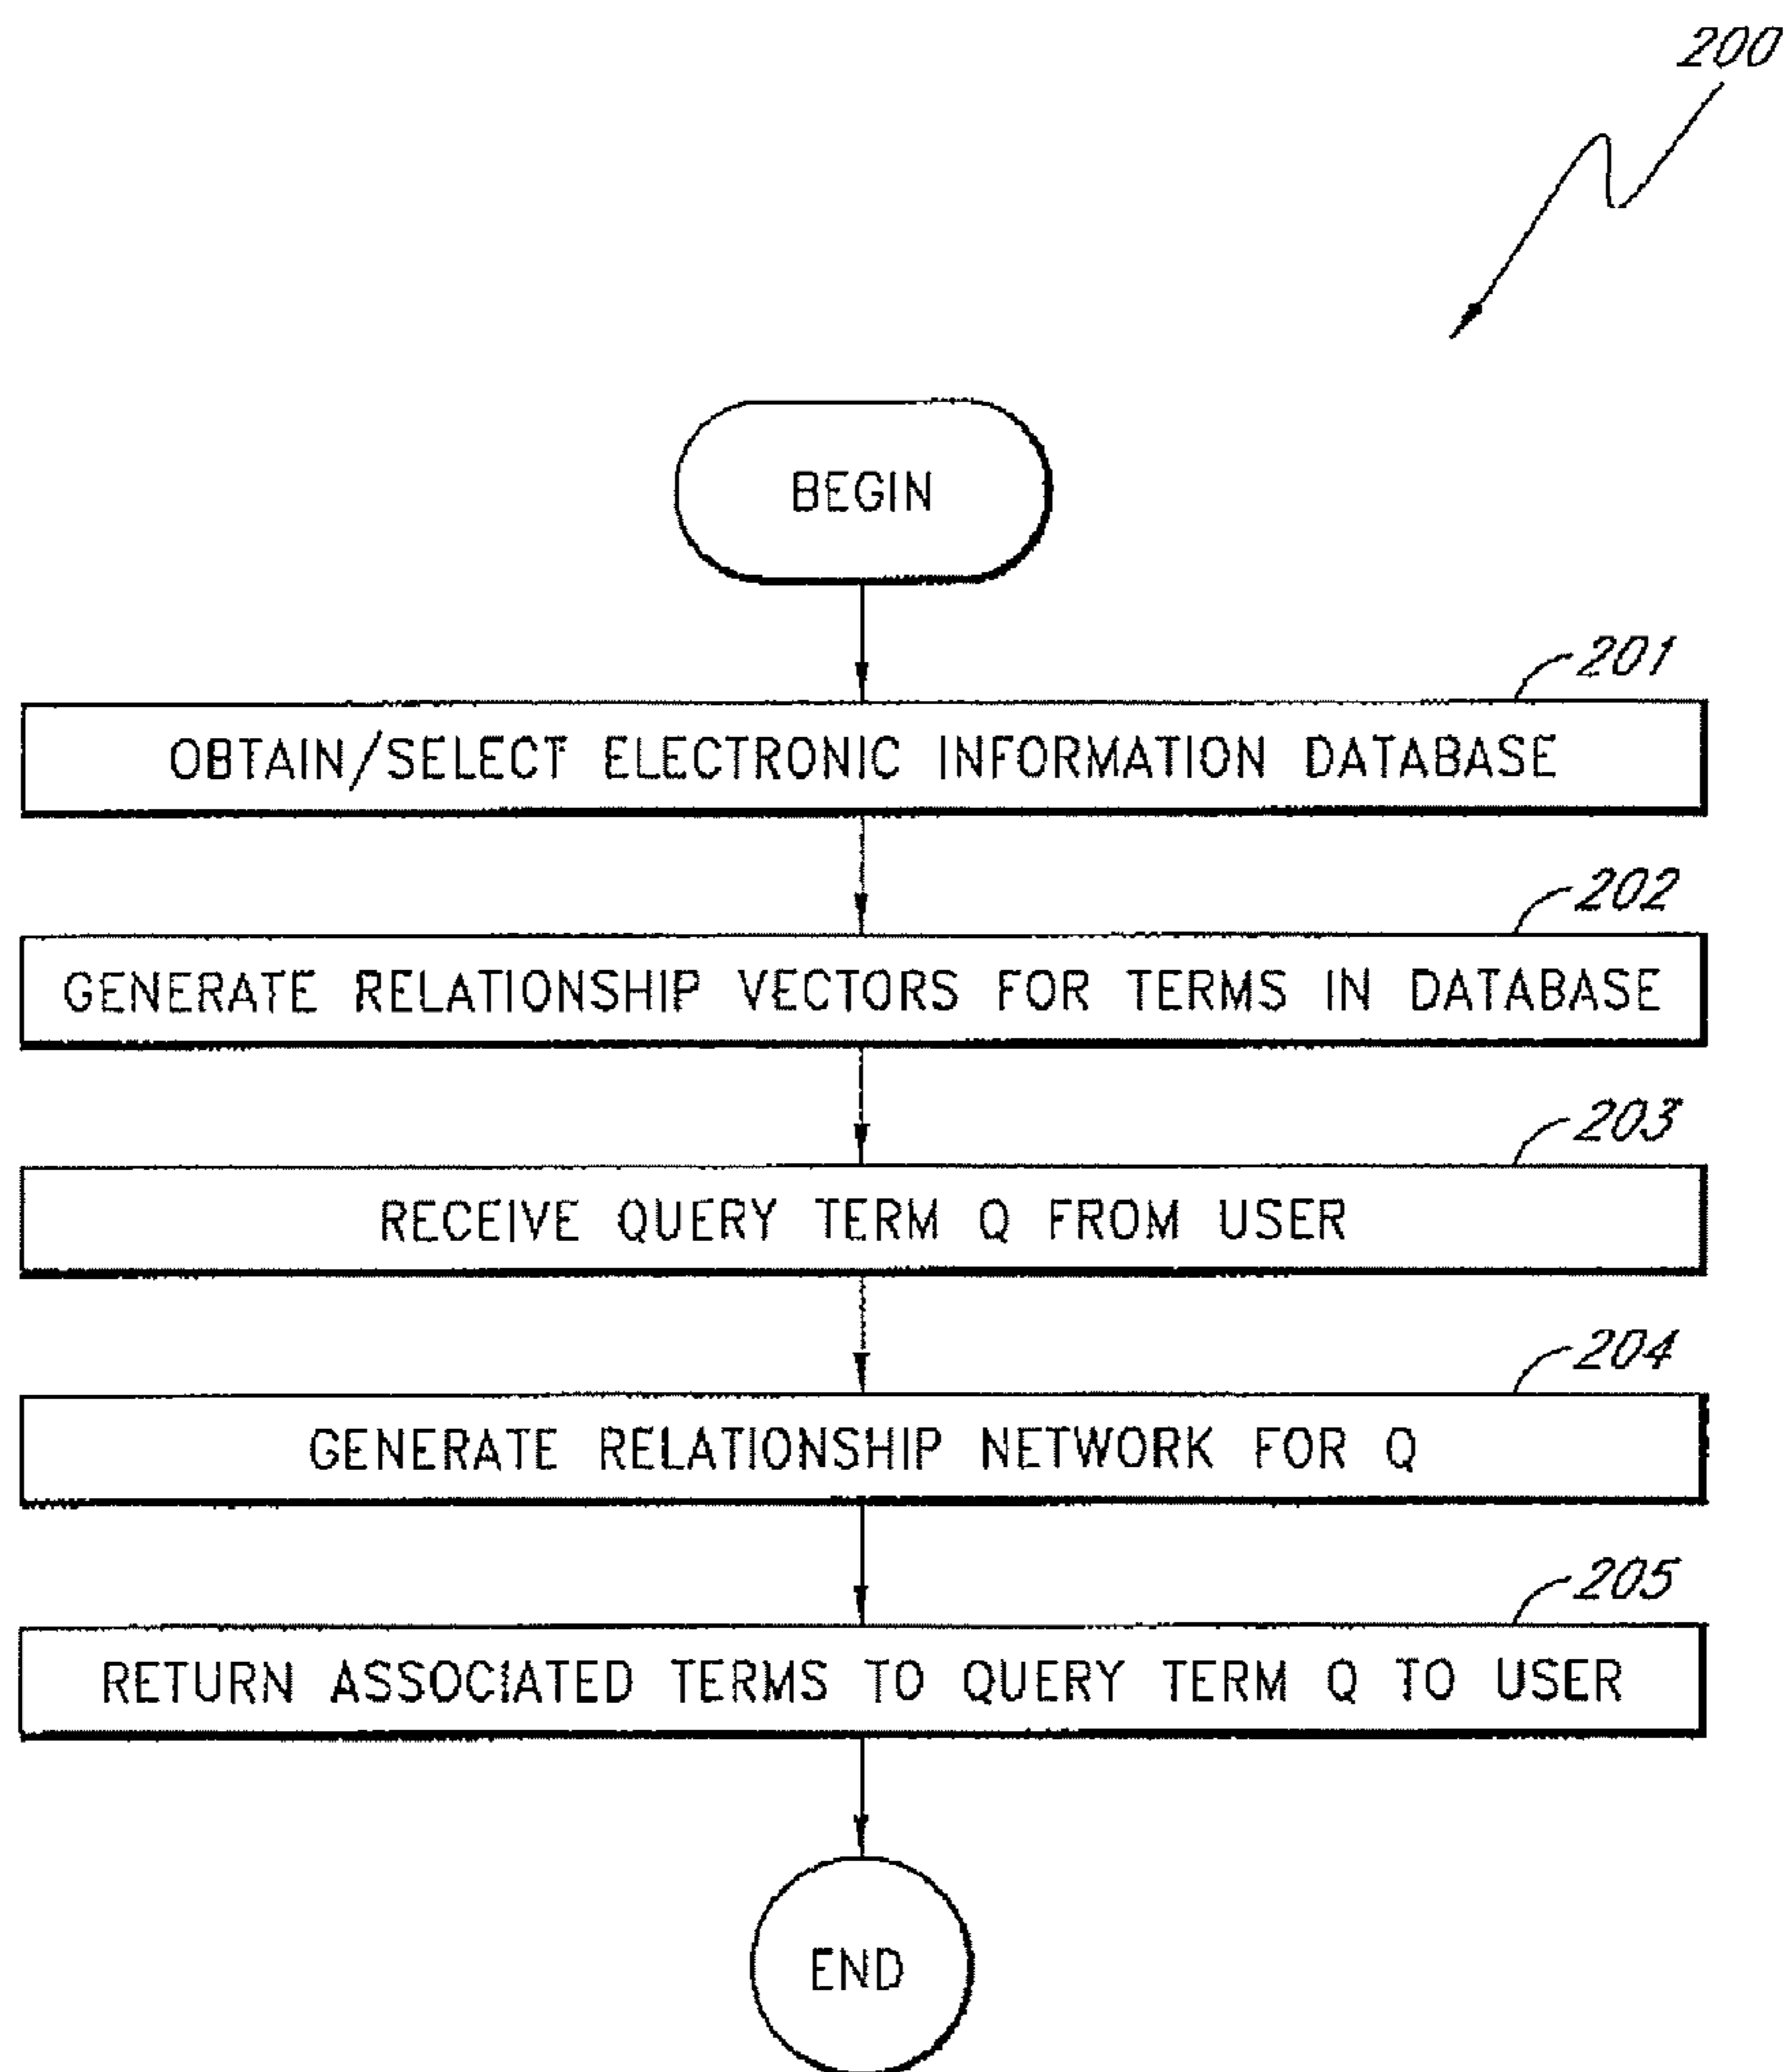 200
BEGIN
201
OBTAIN/SELECT ELECTRONIC INFORMATION DATABASE
202
GENERATE RELATIONSHIP VECTORS FOR TERMS IN DATABASE
203
RECEIVE QUERY TERM Q FROM USER
204
GENERATE RELATIONSHIP NETWORK FOR Q
205
RETURN ASSOCIATED TERMS TO QUERY TERM Q TO USER
END